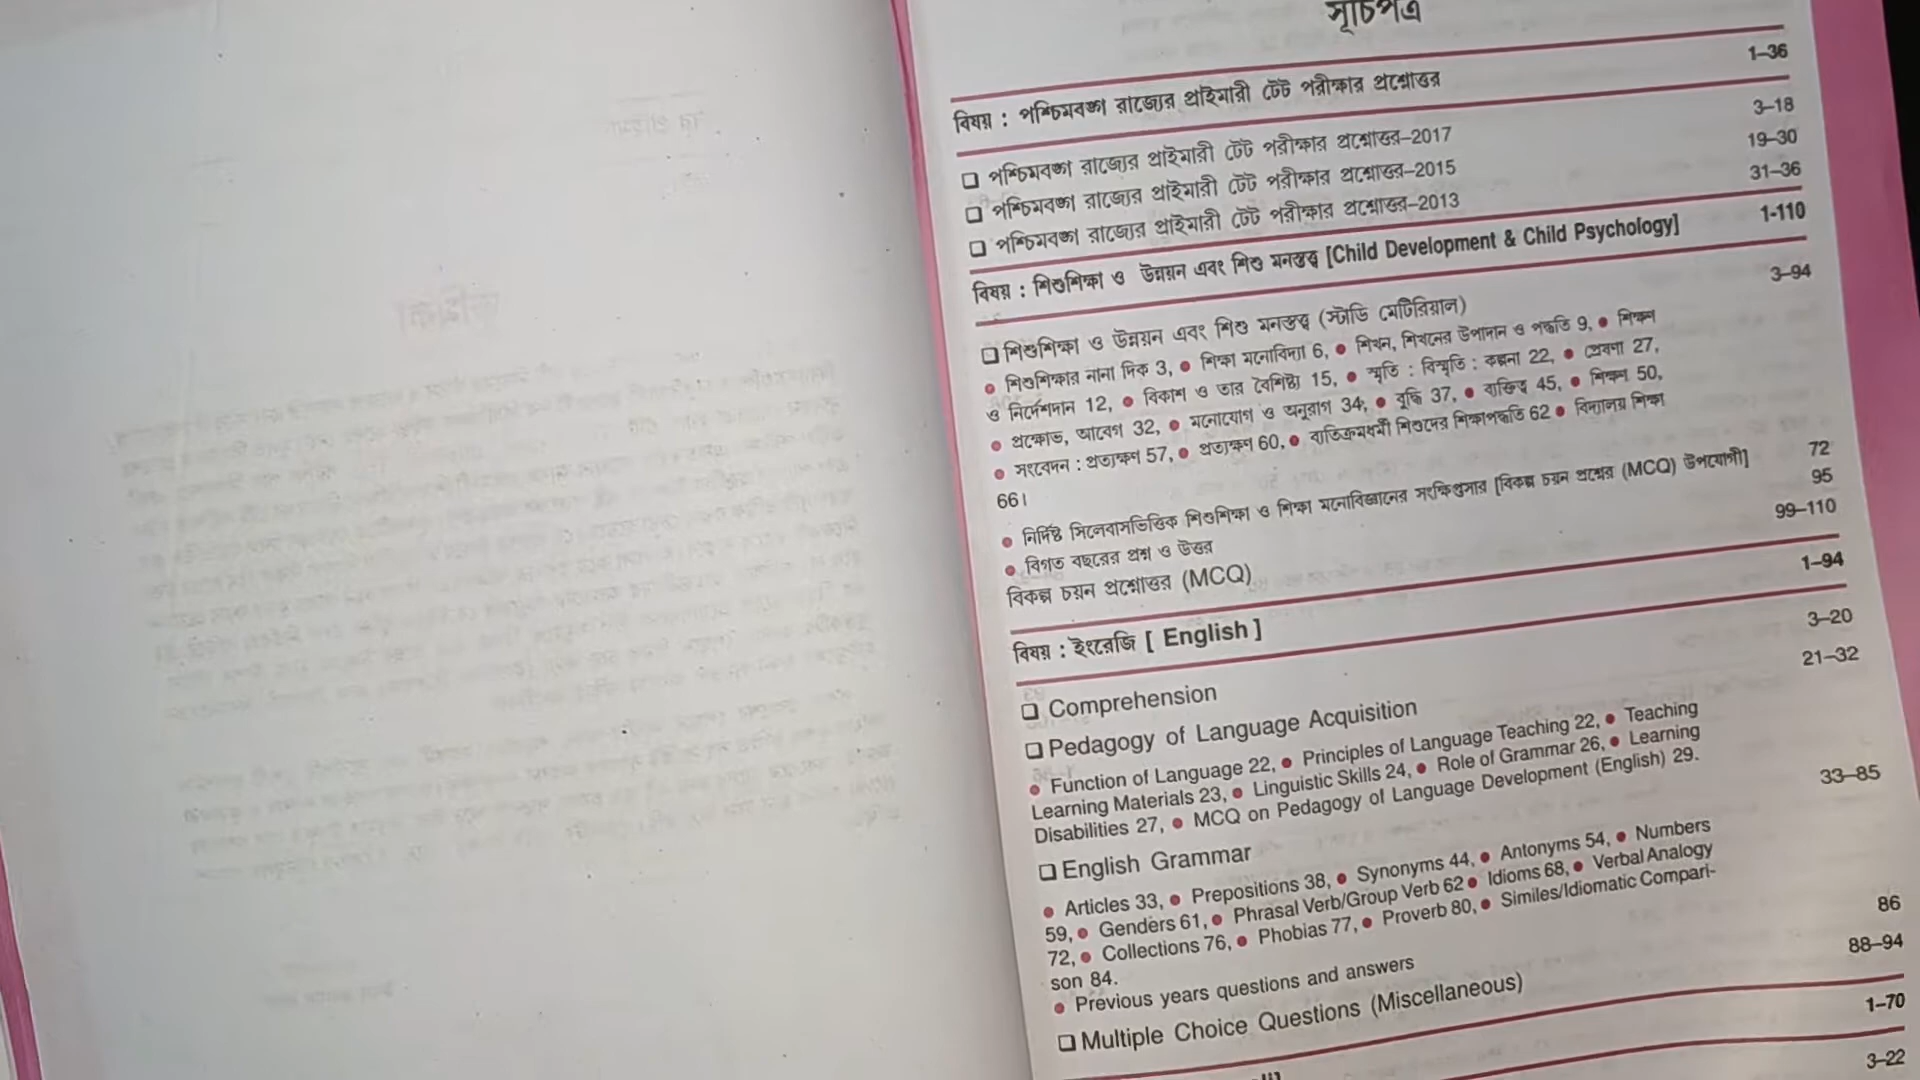 সূচিপত্র
বিষয় : পশ্চিমবঙ্গ রাজ্যের প্রাইমারী টেট পরীক্ষার প্রশ্নোত্তর 1–36
❑ পশ্চিমবঙ্গ রাজ্যের প্রাইমারী টেট পরীক্ষার প্রশ্নোত্তর–2017 3–18
❑ পশ্চিমবঙ্গ রাজ্যের প্রাইমারী টেট পরীক্ষার প্রশ্নোত্তর–2015 19–30
❑ পশ্চিমবঙ্গ রাজ্যের প্রাইমারী টেট পরীক্ষার প্রশ্নোত্তর–2013 31–36
বিষয় : শিশুশিক্ষা ও উন্নয়ন এবং শিশু মনস্তত্ত্ব [Child Development & Child Psychology] 1-110
❑ শিশুশিক্ষা ও উন্নয়ন এবং শিশু মনস্তত্ত্ব (স্টাডি মেটিরিয়াল) 3–94
● শিশুশিক্ষার নানা দিক 3, ● শিক্ষা মনোবিদ্যা 6, ● শিখন, শিখনের উপাদান ও পদ্ধতি 9, ● শিক্ষণ
ও নির্দেশদান 12, ● বিকাশ ও তার বৈশিষ্ট্য 15, ● স্মৃতি : বিস্মৃতি : কল্পনা 22, ● প্রেষণা 27,
● প্রক্ষোভ, আবেগ 32, ● মনোযোগ ও অনুরাগ 34, ● বুদ্ধি 37, ● ব্যক্তিত্ব 45, ● শিক্ষণ 50,
● সংবেদন : প্রত্যক্ষণ 57, ● প্রত্যক্ষণ 60, ● ব্যতিক্রমধর্মী শিশুদের শিক্ষাপদ্ধতি 62 ● বিদ্যালয় শিক্ষা
66।
● নির্দিষ্ট সিলেবাসভিত্তিক শিশুশিক্ষা ও শিক্ষা মনোবিজ্ঞানের সংক্ষিপ্তসার [বিকল্প চয়ন প্রশ্নের (MCQ) উপযোগী] 72
● বিগত বছরের প্রশ্ন ও উত্তর 95
বিকল্প চয়ন প্রশ্নোত্তর (MCQ) 99–110
বিষয় : ইংরেজি [ English ] 1–94
❑ Comprehension 3–20
❑ Pedagogy of Language Acquisition 21–32
● Function of Language 22, ● Principles of Language Teaching 22, ● Teaching
Learning Materials 23, ● Linguistic Skills 24, ● Role of Grammar 26, ● Learning
Disabilities 27, ● MCQ on Pedagogy of Language Development (English) 29.
❑ English Grammar 33–85
● Articles 33, ● Prepositions 38, ● Synonyms 44, ● Antonyms 54, ● Numbers
59, ● Genders 61, ● Phrasal Verb/Group Verb 62 ● Idioms 68, ● Verbal Analogy
72, ● Collections 76, ● Phobias 77, ● Proverb 80, ● Similes/Idiomatic Compari-
son 84.
● Previous years questions and answers 86
❑ Multiple Choice Questions (Miscellaneous) 88–94
1–70
3–22